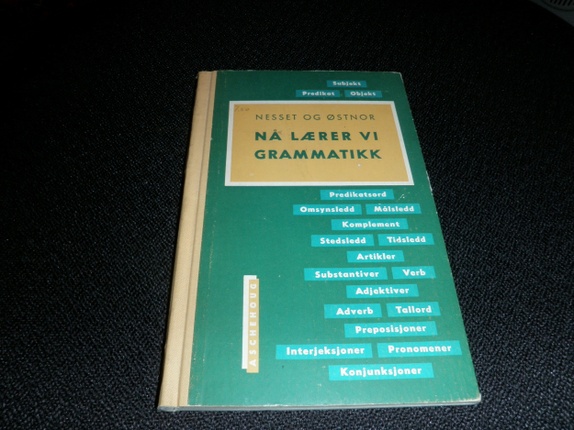 Subjekt
Predikat Objekt
NESSET OG ØSTNOR
NÅ LÆRER VI
GRAMMATIKK
Predikatsord
Omsynsledd Målsledd
Komplement
Stedsledd Tidsledd
Artikler
Substantiver Verb
Adjektiver
Adverb Tallord
Preposisjoner
Interjeksjoner Pronomener
Konjunksjoner
ASCHEHOUG